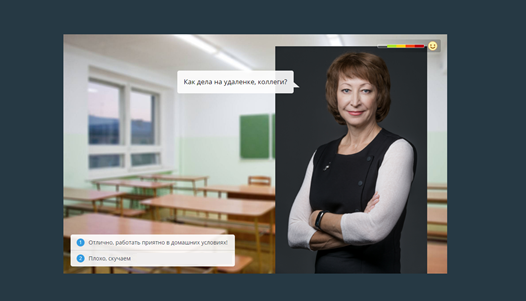 Как дела на удаленке, коллеги?
1 Отлично, работать приятно в домашних условиях!
2 Плохо, скучаем